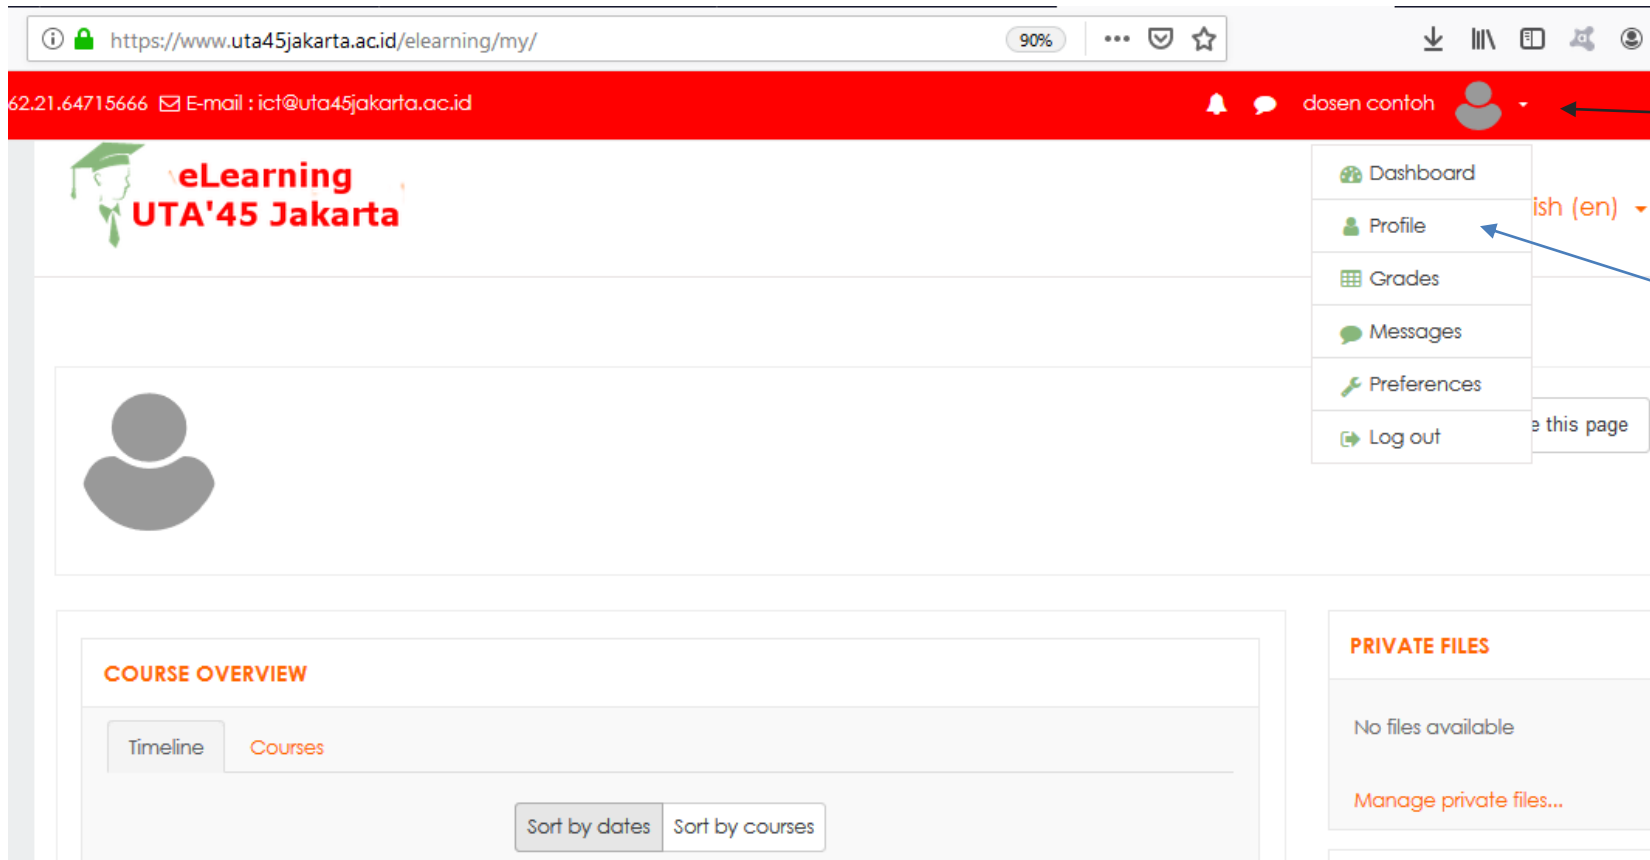 https://www.uta45jakarta.ac.id/elearning/my/
90%
62.21.64715666 E-mail : ict@uta45jakarta.ac.id
dosen contoh
eLearning
UTA'45 Jakarta
Dashboard
Profile
ish (en)
Grades
Messages
Preferences
Log out
e this page
COURSE OVERVIEW
Timeline
Courses
Sort by dates
Sort by courses
PRIVATE FILES
No files available
Manage private files...